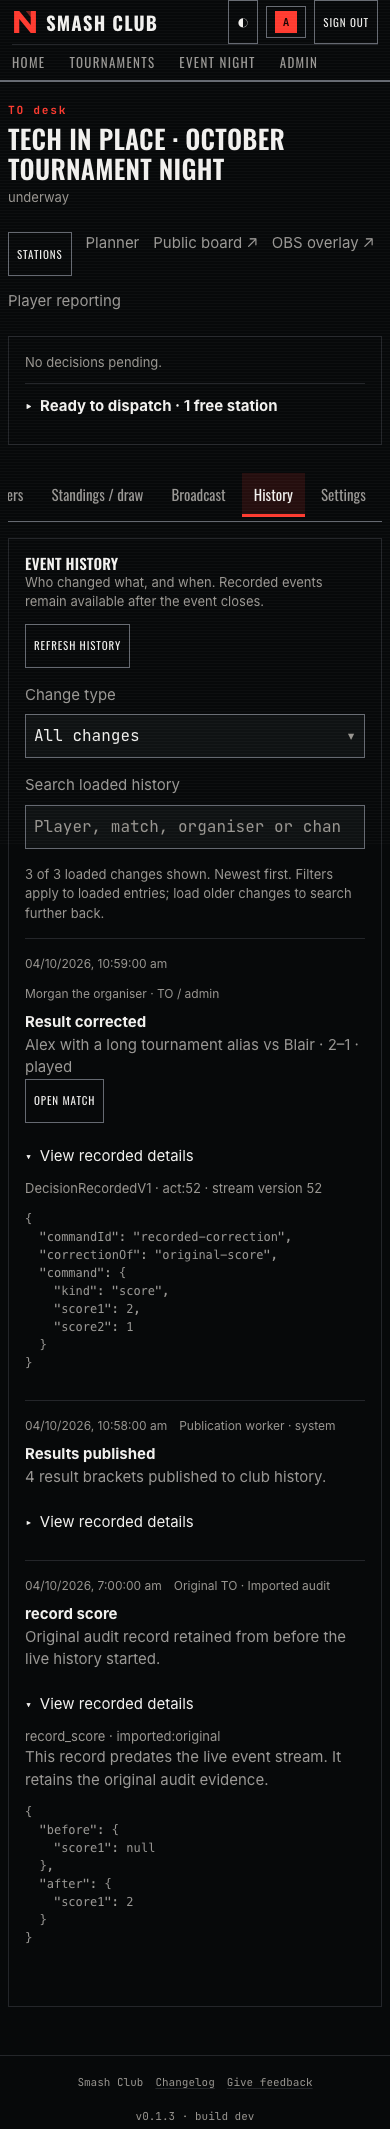 N SMASH CLUB
A
SIGN OUT
HOME TOURNAMENTS EVENT NIGHT ADMIN
TO desk
TECH IN PLACE · OCTOBER
TOURNAMENT NIGHT
underway
STATIONS Planner Public board ↗ OBS overlay ↗
Player reporting
No decisions pending.
▸ Ready to dispatch · 1 free station
ers Standings / draw Broadcast History Settings
EVENT HISTORY
Who changed what, and when. Recorded events
remain available after the event closes.
REFRESH HISTORY
Change type
All changes ▾
Search loaded history
Player, match, organiser or chan
3 of 3 loaded changes shown. Newest first. Filters
apply to loaded entries; load older changes to search
further back.
04/10/2026, 10:59:00 am
Morgan the organiser · TO / admin
Result corrected
Alex with a long tournament alias vs Blair · 2–1 ·
played
OPEN MATCH
▾ View recorded details
DecisionRecordedV1 · act:52 · stream version 52
{
"commandId": "recorded-correction",
"correctionOf": "original-score",
"command": {
"kind": "score",
"score1": 2,
"score2": 1
}
}
04/10/2026, 10:58:00 am Publication worker · system
Results published
4 result brackets published to club history.
▸ View recorded details
04/10/2026, 7:00:00 am Original TO · Imported audit
record score
Original audit record retained from before the
live history started.
▾ View recorded details
record_score · imported:original
This record predates the live event stream. It
retains the original audit evidence.
{
"before": {
"score1": null
},
"after": {
"score1": 2
}
}
Smash Club Changelog Give feedback
v0.1.3 · build dev